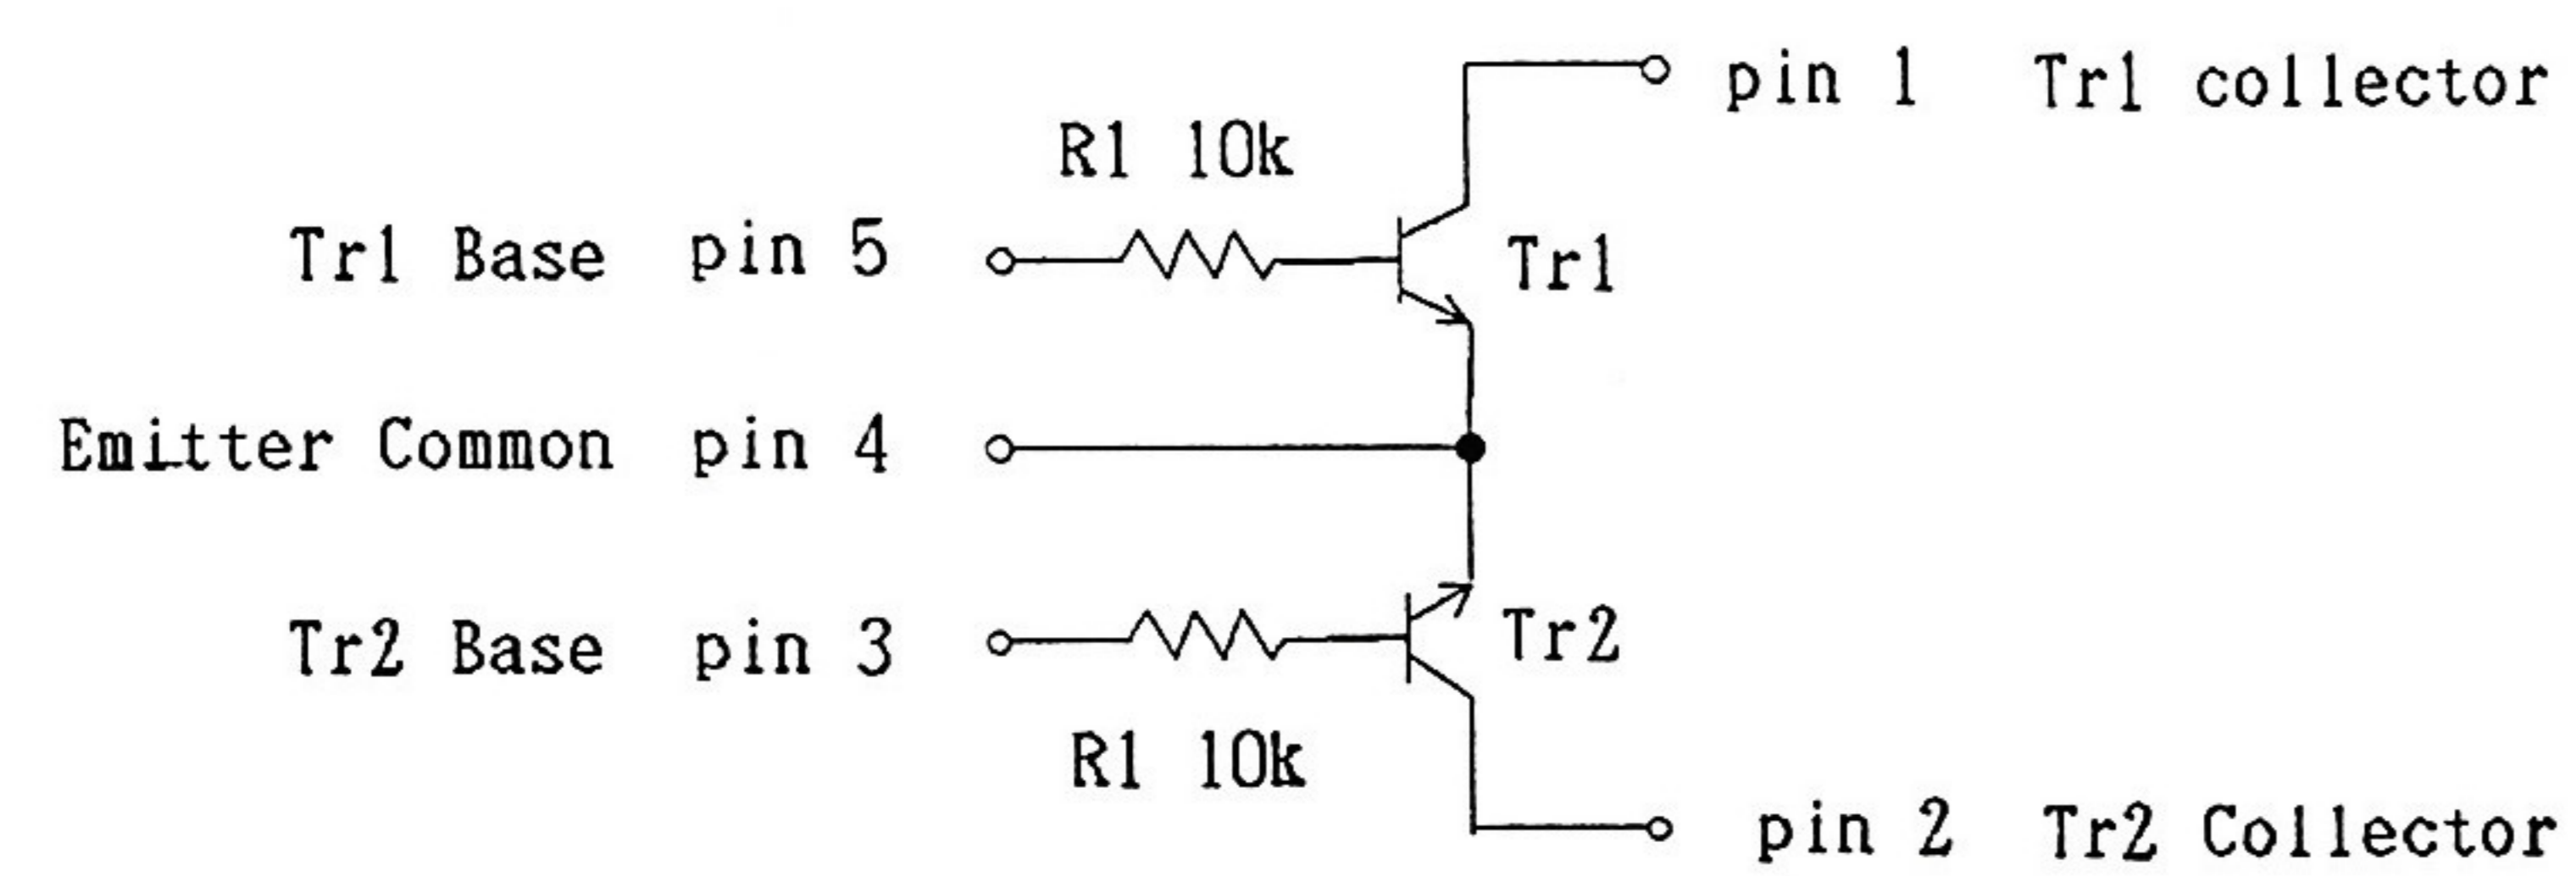 pin 1 Tr1 collector
R1 10k
Tr1 Base pin 5
Tr1
Emitter Common pin 4
Tr2 Base pin 3
Tr2
R1 10k
pin 2 Tr2 Collector